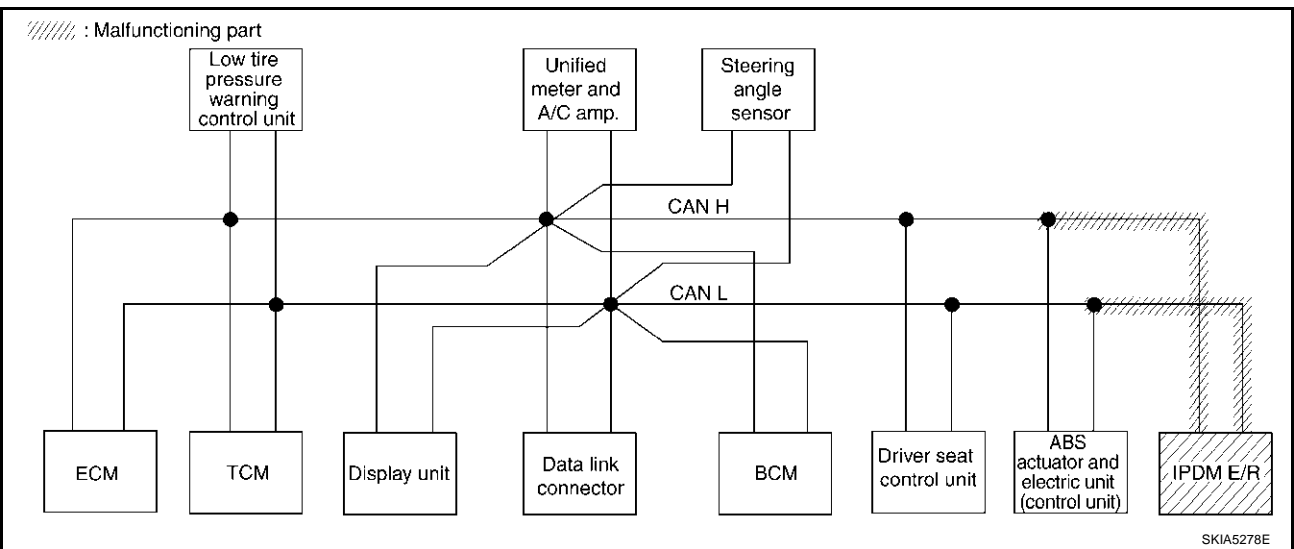 : Malfunctioning part
Low tire
pressure
warning
control unit
Unified
meter and
A/C amp.
Steering
angle
sensor
CAN H
CAN L
ECM
TCM
Display unit
Data link
connector
BCM
Driver seat
control unit
ABS
actuator and
electric unit
(control unit)
IPDM E/R
SKIA5278E